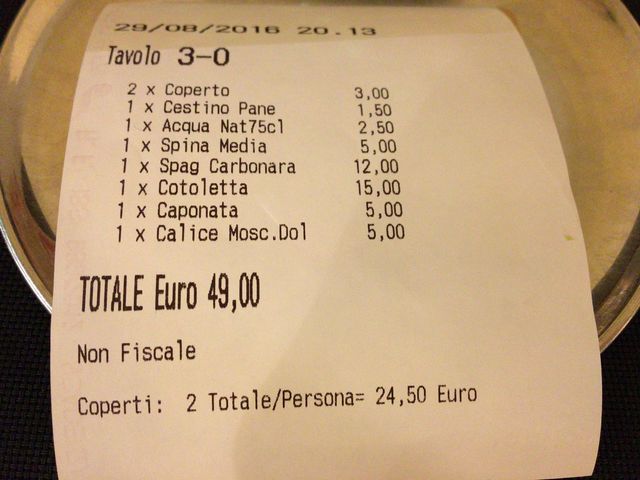 29/08/2016 20.13
Tavolo 3-0
2 x Coperto 3,00
1 x Cestino Pane 1,50
1 x Acqua Nat75cl 2,50
1 x Spina Media 5,00
1 x Spag Carbonara 12,00
1 x Cotoletta 15,00
1 x Caponata 5,00
1 x Calice Mosc.Dol 5,00
TOTALE Euro 49,00
Non Fiscale
Coperti: 2 Totale/Persona= 24,50 Euro